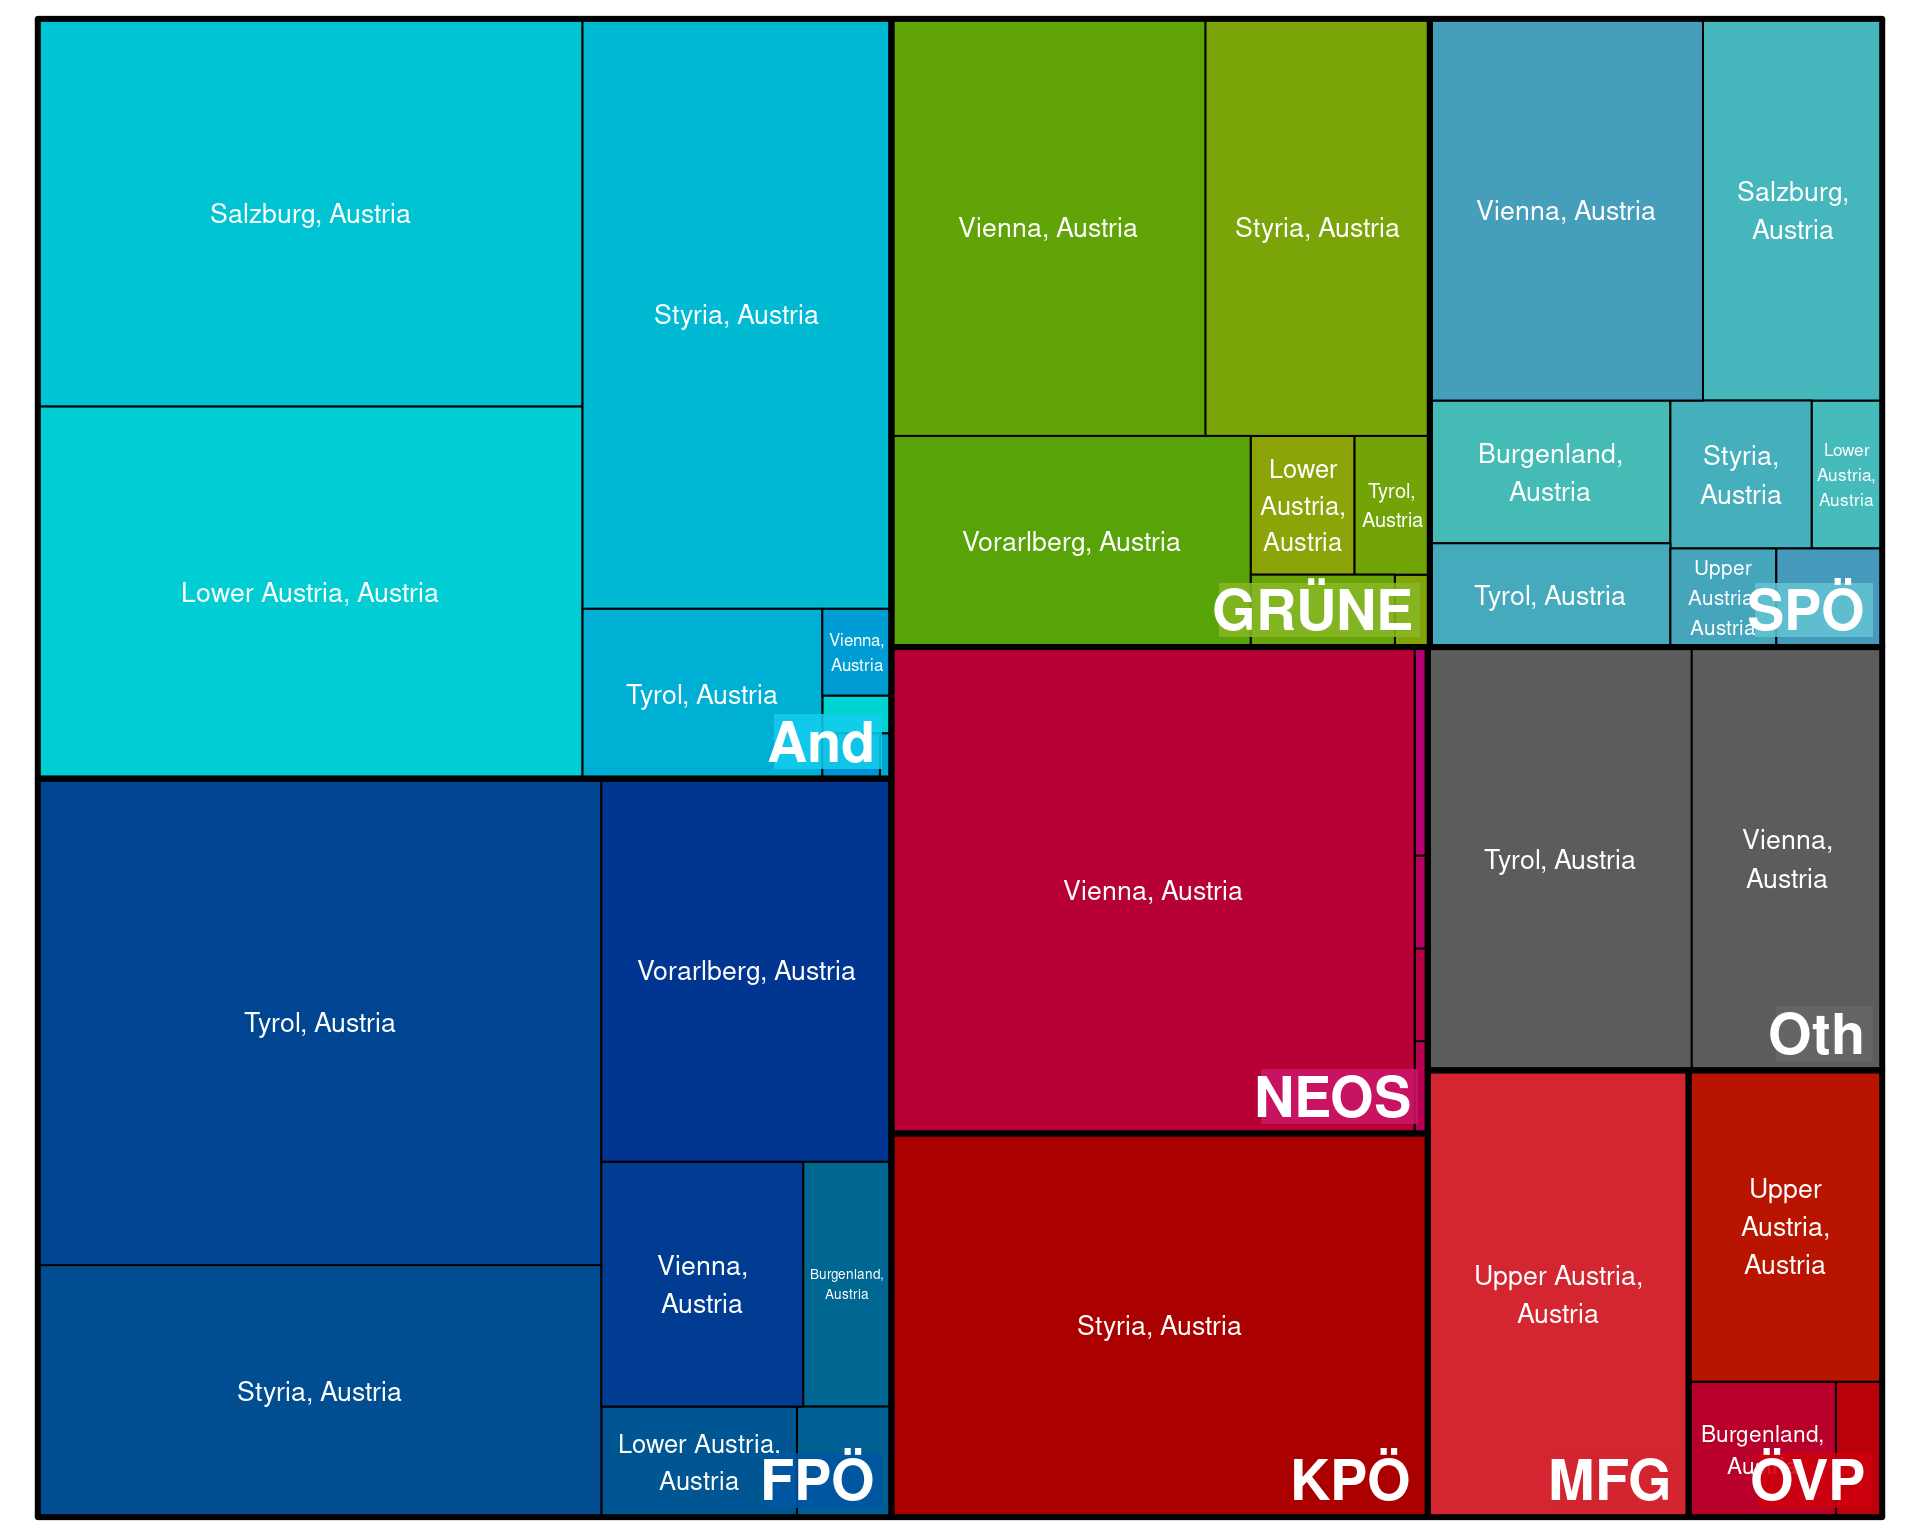 Salzburg, Austria
Lower Austria, Austria
Styria, Austria
Tyrol, Austria
Vienna,
Austria
And
Vienna, Austria
Styria, Austria
Vorarlberg, Austria
Lower
Austria,
Austria
Tyrol,
Austria
GRÜNE
Vienna, Austria
Salzburg,
Austria
Burgenland,
Austria
Styria,
Austria
Lower
Austria,
Austria
Tyrol, Austria
Upper
Austria,
Austria
SPÖ
Tyrol, Austria
Styria, Austria
Vorarlberg, Austria
Vienna,
Austria
Burgenland,
Austria
Lower Austria,
Austria
FPÖ
Vienna, Austria
NEOS
Styria, Austria
KPÖ
Tyrol, Austria
Vienna,
Austria
Oth
Upper Austria,
Austria
MFG
Upper
Austria,
Austria
Burgenland,
ÖVP